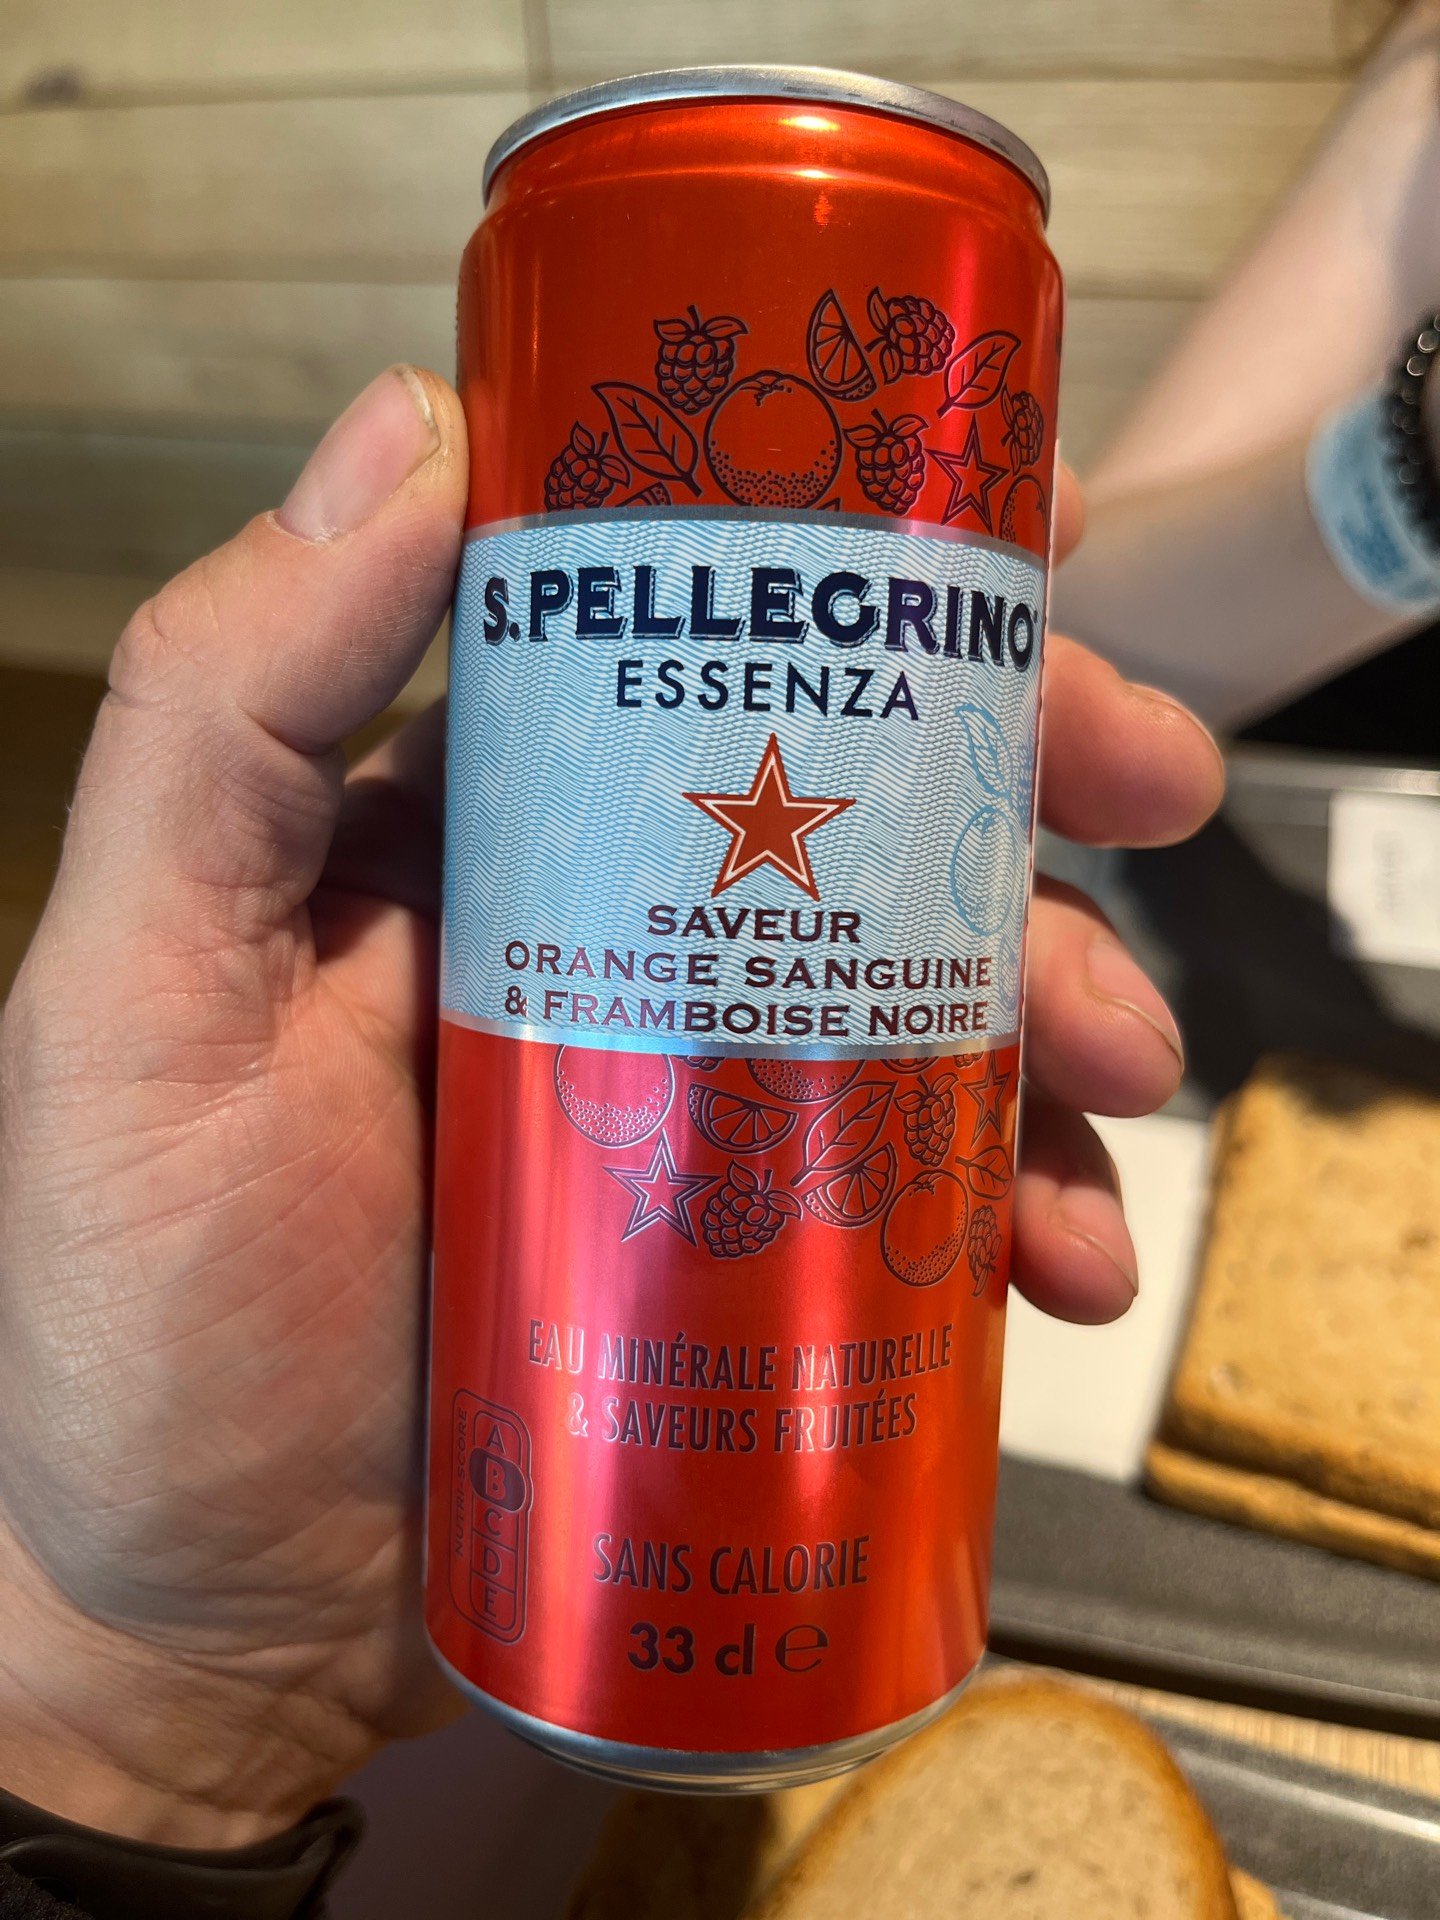 S.PELLEGRINO
ESSENZA
SAVEUR
ORANGE SANGUINE
& FRAMBOISE NOIRE
EAU MINÉRALE NATURELLE
& SAVEURS FRUITÉES
NUTRI-SCORE
A
B
C
D
E
SANS CALORIE
33 cl e